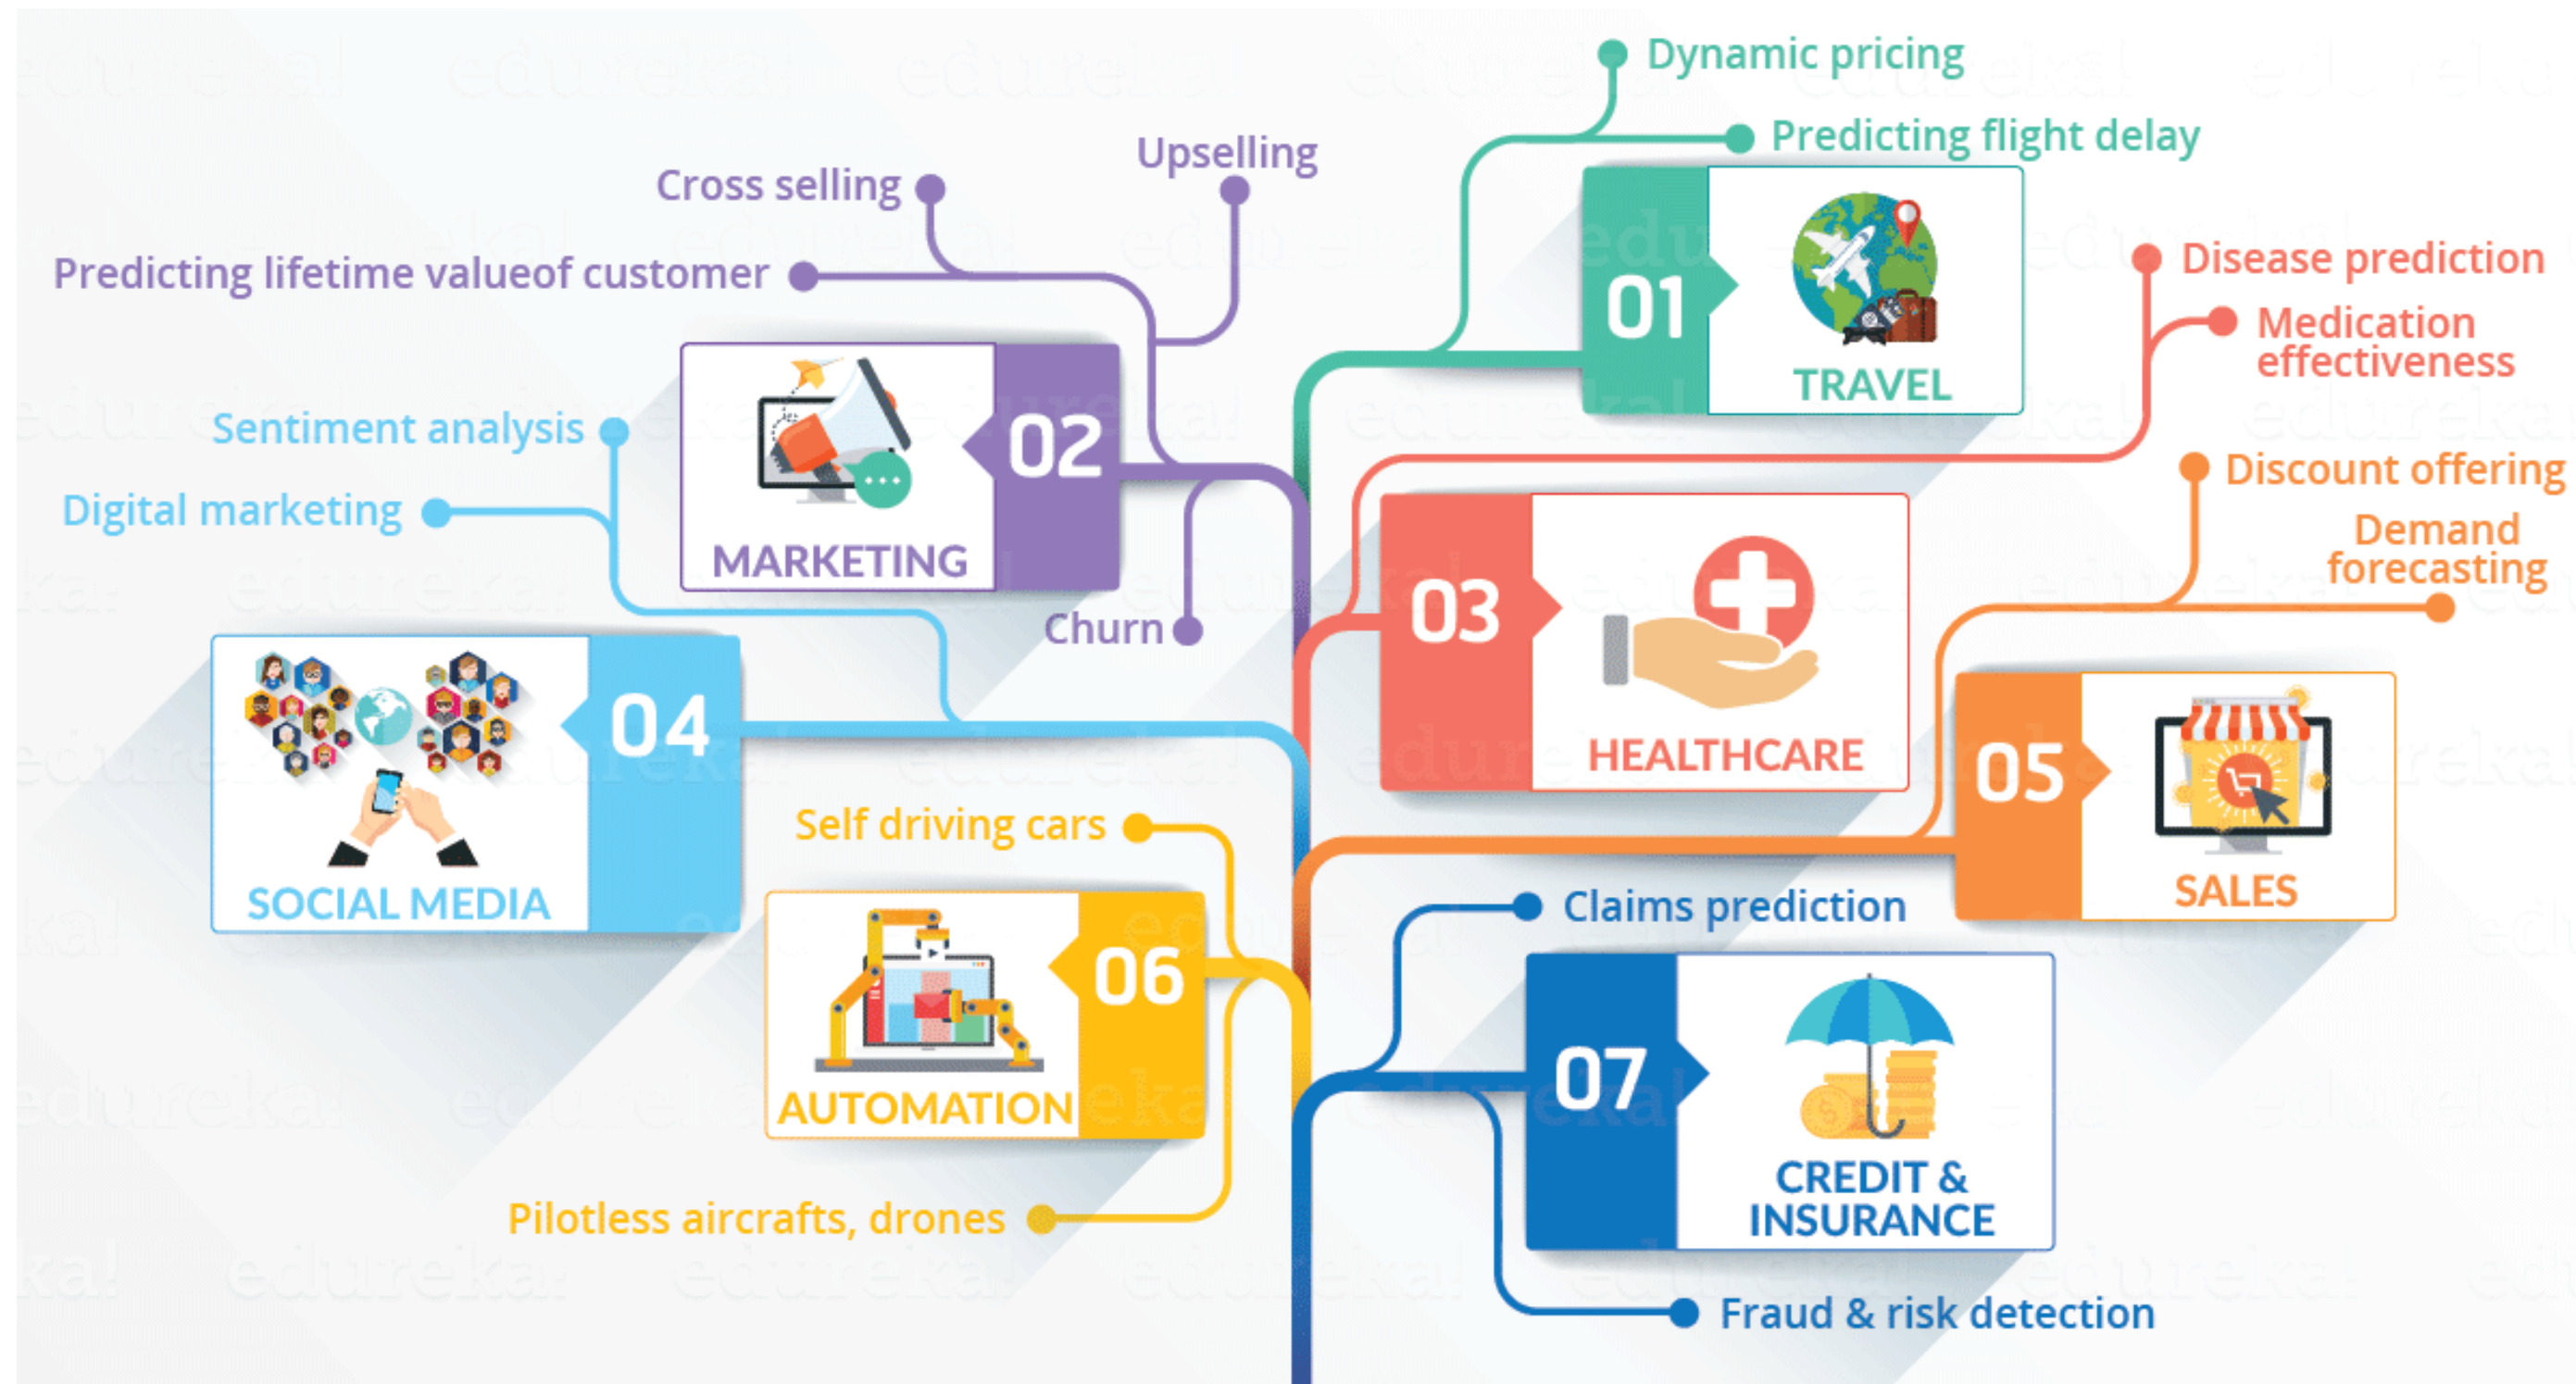 Dynamic pricing
Predicting flight delay
01
TRAVEL
Upselling
Cross selling
Predicting lifetime valueof customer
02
MARKETING
Churn
Disease prediction
Medication
effectiveness
03
HEALTHCARE
Sentiment analysis
Digital marketing
04
SOCIAL MEDIA
Discount offering
Demand
forecasting
05
SALES
Self driving cars
06
AUTOMATION
Pilotless aircrafts, drones
Claims prediction
07
CREDIT &
INSURANCE
Fraud & risk detection
edureka!